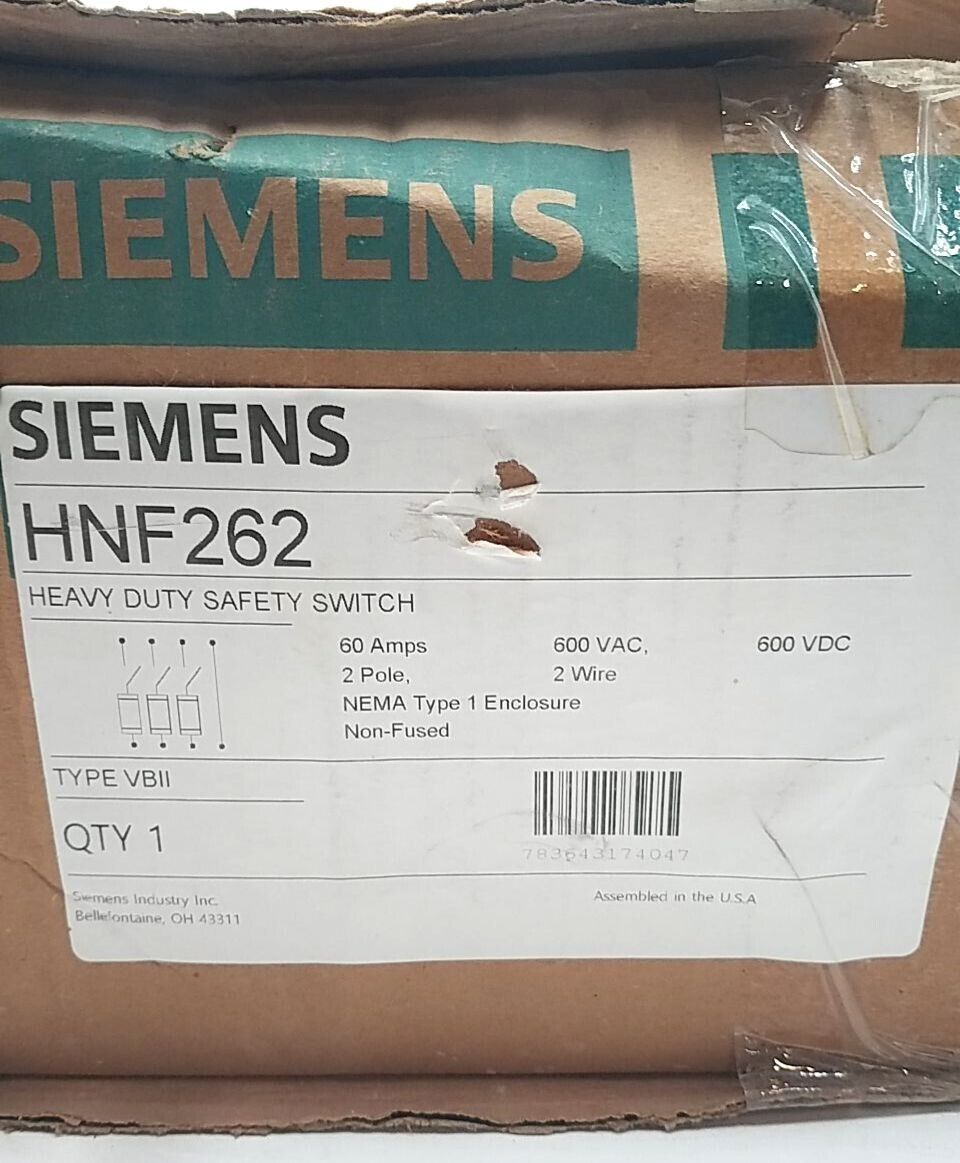 SIEMENS
SIEMENS
HNF262
HEAVY DUTY SAFETY SWITCH
60 Amps 600 VAC, 600 VDC
2 Pole, 2 Wire
NEMA Type 1 Enclosure
Non-Fused
TYPE VBII
QTY 1
783643174047
Siemens Industry Inc.
Bellefontaine, OH 43311
Assembled in the U.S.A